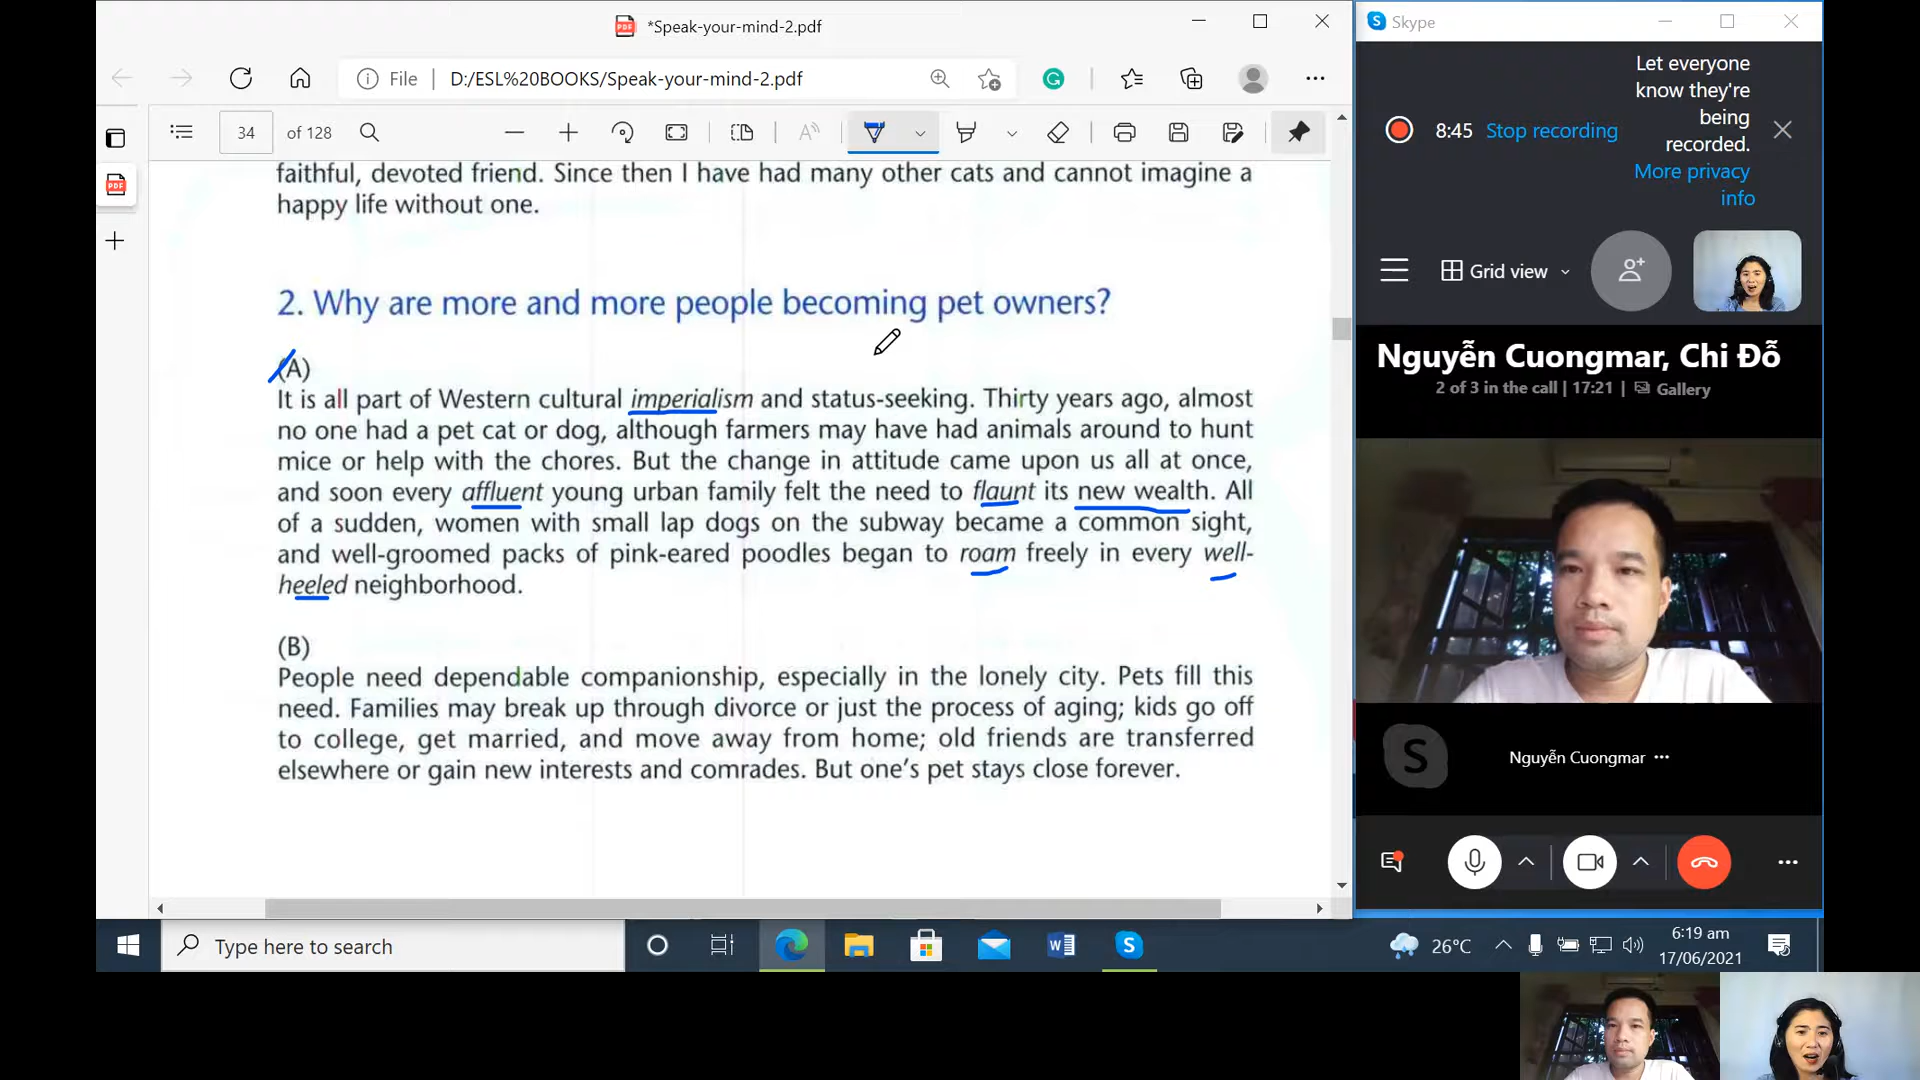 *Speak-your-mind-2.pdf
File
D:/ESL%20BOOKS/Speak-your-mind-2.pdf
34 of 128
faithful, devoted friend. Since then I have had many other cats and cannot imagine a
happy life without one.
2. Why are more and more people becoming pet owners?
(A)
It is all part of Western cultural imperialism and status-seeking. Thirty years ago, almost
no one had a pet cat or dog, although farmers may have had animals around to hunt
mice or help with the chores. But the change in attitude came upon us all at once,
and soon every affluent young urban family felt the need to flaunt its new wealth. All
of a sudden, women with small lap dogs on the subway became a common sight,
and well-groomed packs of pink-eared poodles began to roam freely in every well-
heeled neighborhood.
(B)
People need dependable companionship, especially in the lonely city. Pets fill this
need. Families may break up through divorce or just the process of aging; kids go off
to college, get married, and move away from home; old friends are transferred
elsewhere or gain new interests and comrades. But one's pet stays close forever.
Skype
8:45 Stop recording
Let everyone
know they're
being
recorded.
More privacy
info
Grid view
Nguyễn Cuongmar, Chi Đỗ
2 of 3 in the call | 17:21 | Gallery
Nguyễn Cuongmar
Type here to search
26°C
6:19 am
17/06/2021